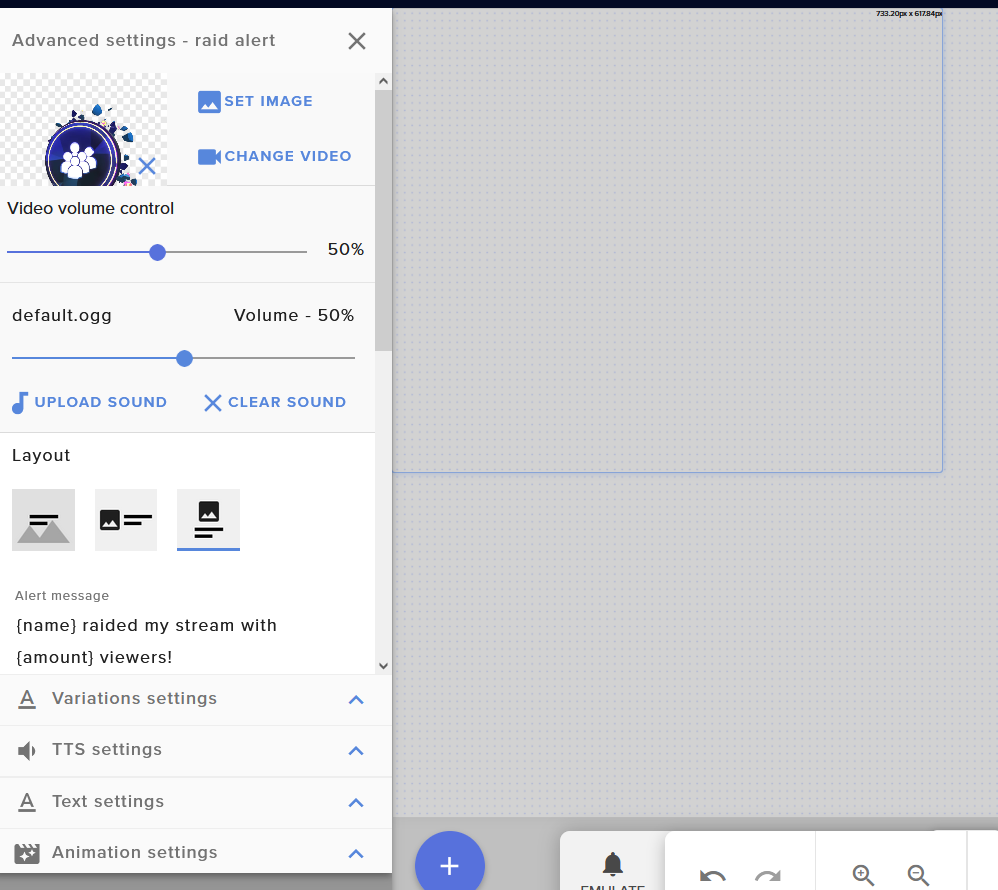 733.20px x 617.84px
Advanced settings - raid alert
SET IMAGE
CHANGE VIDEO
Video volume control
50%
default.ogg
Volume - 50%
UPLOAD SOUND
CLEAR SOUND
Layout
Alert message
{name} raided my stream with
{amount} viewers!
Variations settings
TTS settings
Text settings
Animation settings
EMULATE